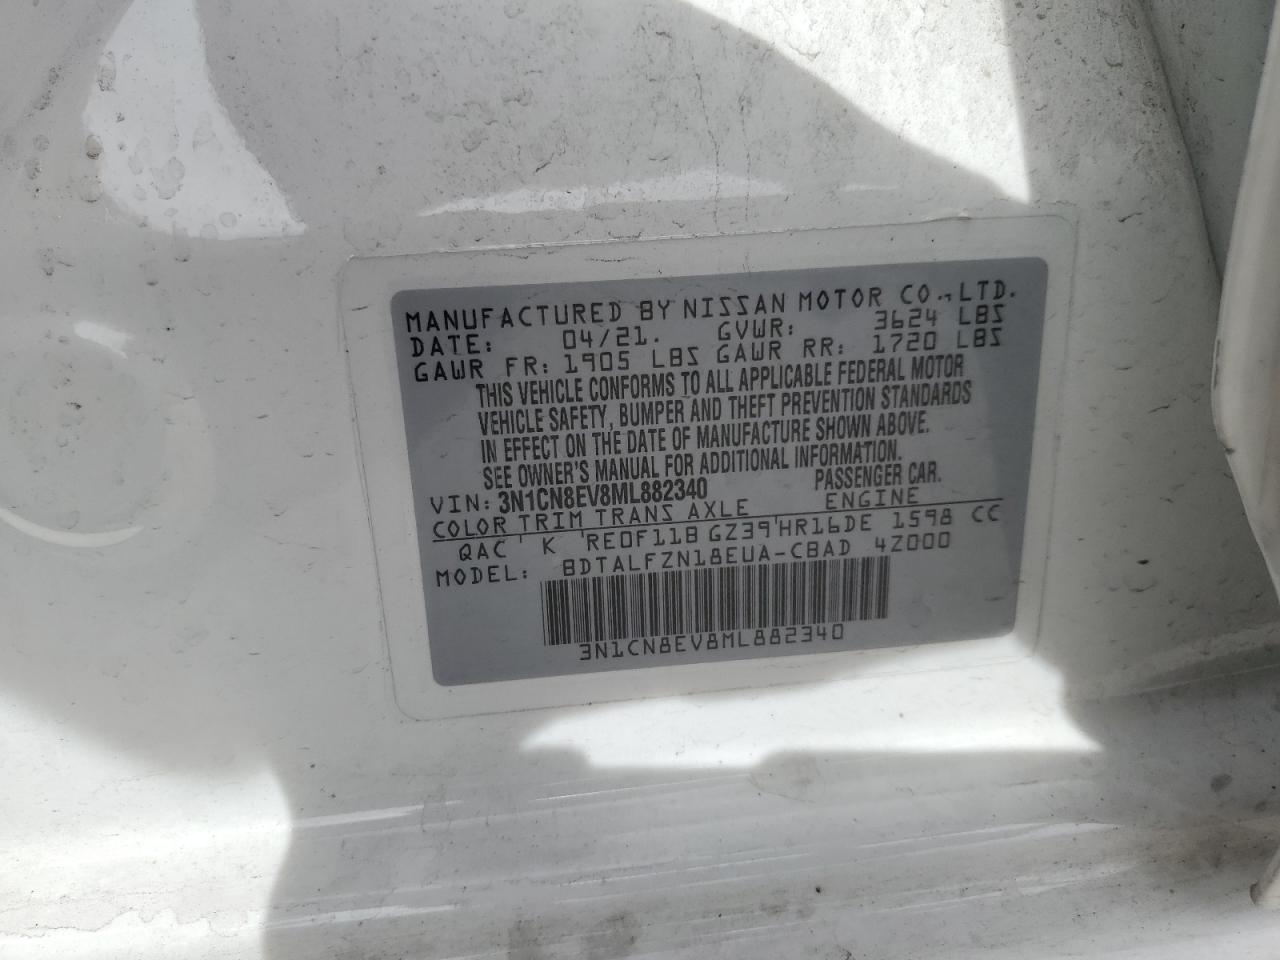 MANUFACTURED BY NISSAN MOTOR CO., LTD.
DATE: 04/21. GVWR: 3624 LBS
GAWR FR: 1905 LBS GAWR RR: 1720 LBS
THIS VEHICLE CONFORMS TO ALL APPLICABLE FEDERAL MOTOR
VEHICLE SAFETY, BUMPER AND THEFT PREVENTION STANDARDS
IN EFFECT ON THE DATE OF MANUFACTURE SHOWN ABOVE.
SEE OWNER'S MANUAL FOR ADDITIONAL INFORMATION.
VIN: 3N1CN8EV8ML882340 PASSENGER CAR.
COLOR TRIM TRANS AXLE ENGINE
QAC' K 'RE0F11B GZ39'HR16DE 1598 CC
MODEL: BDTALFZN18EUA-CBAD 4Z000
3N1CN8EV8ML882340